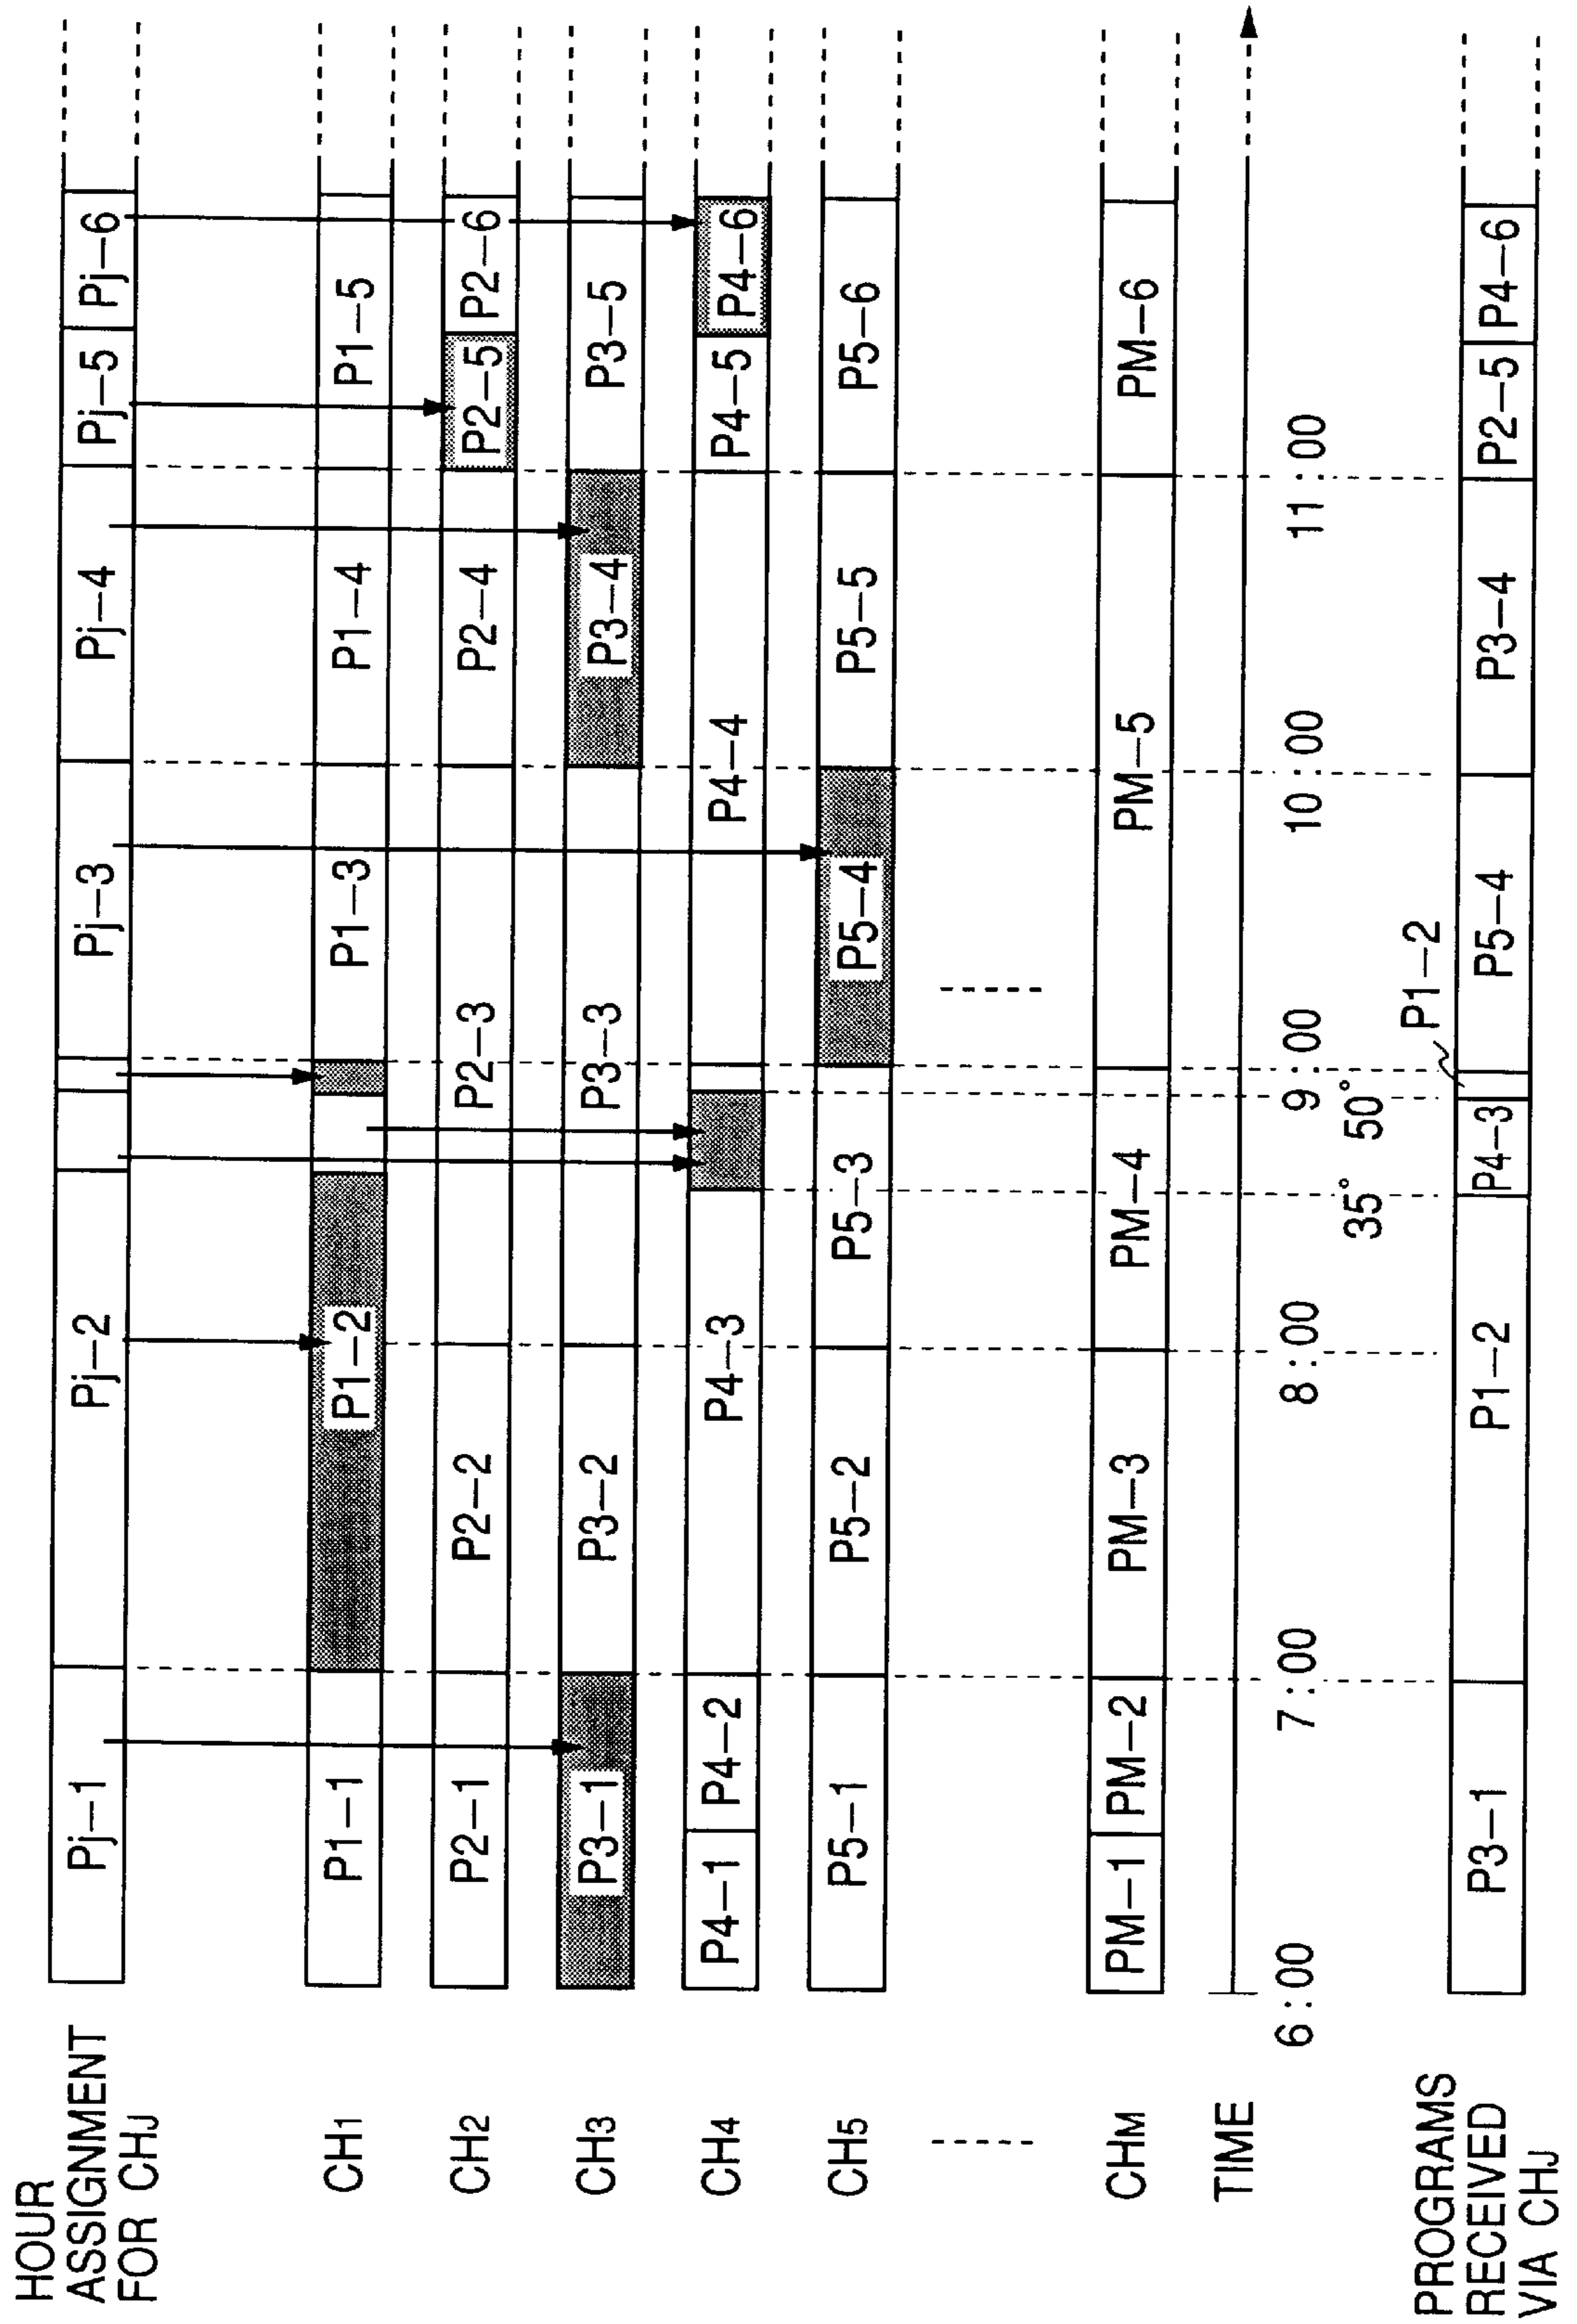 HOUR
ASSIGNMENT
FOR CHJ
Pj–1 Pj–2 Pj–3 Pj–4 Pj–5 Pj–6
CH1 P1–1 P1–2 P1–3 P1–4 P1–5
CH2 P2–1 P2–2 P2–3 P2–4 P2–5 P2–6
CH3 P3–1 P3–2 P3–3 P3–4 P3–5
CH4 P4–1 P4–2 P4–3 P4–4 P4–5 P4–6
CH5 P5–1 P5–2 P5–3 P5–4 P5–5 P5–6
CHM PM–1 PM–2 PM–3 PM–4 PM–5 PM–6
TIME
6:00 7:00 8:00 9:00 10:00 11:00
35° 50°
P1–2
PROGRAMS
RECEIVED
VIA CHJ
P3–1 P1–2 P4–3 P5–4 P3–4 P2–5 P4–6